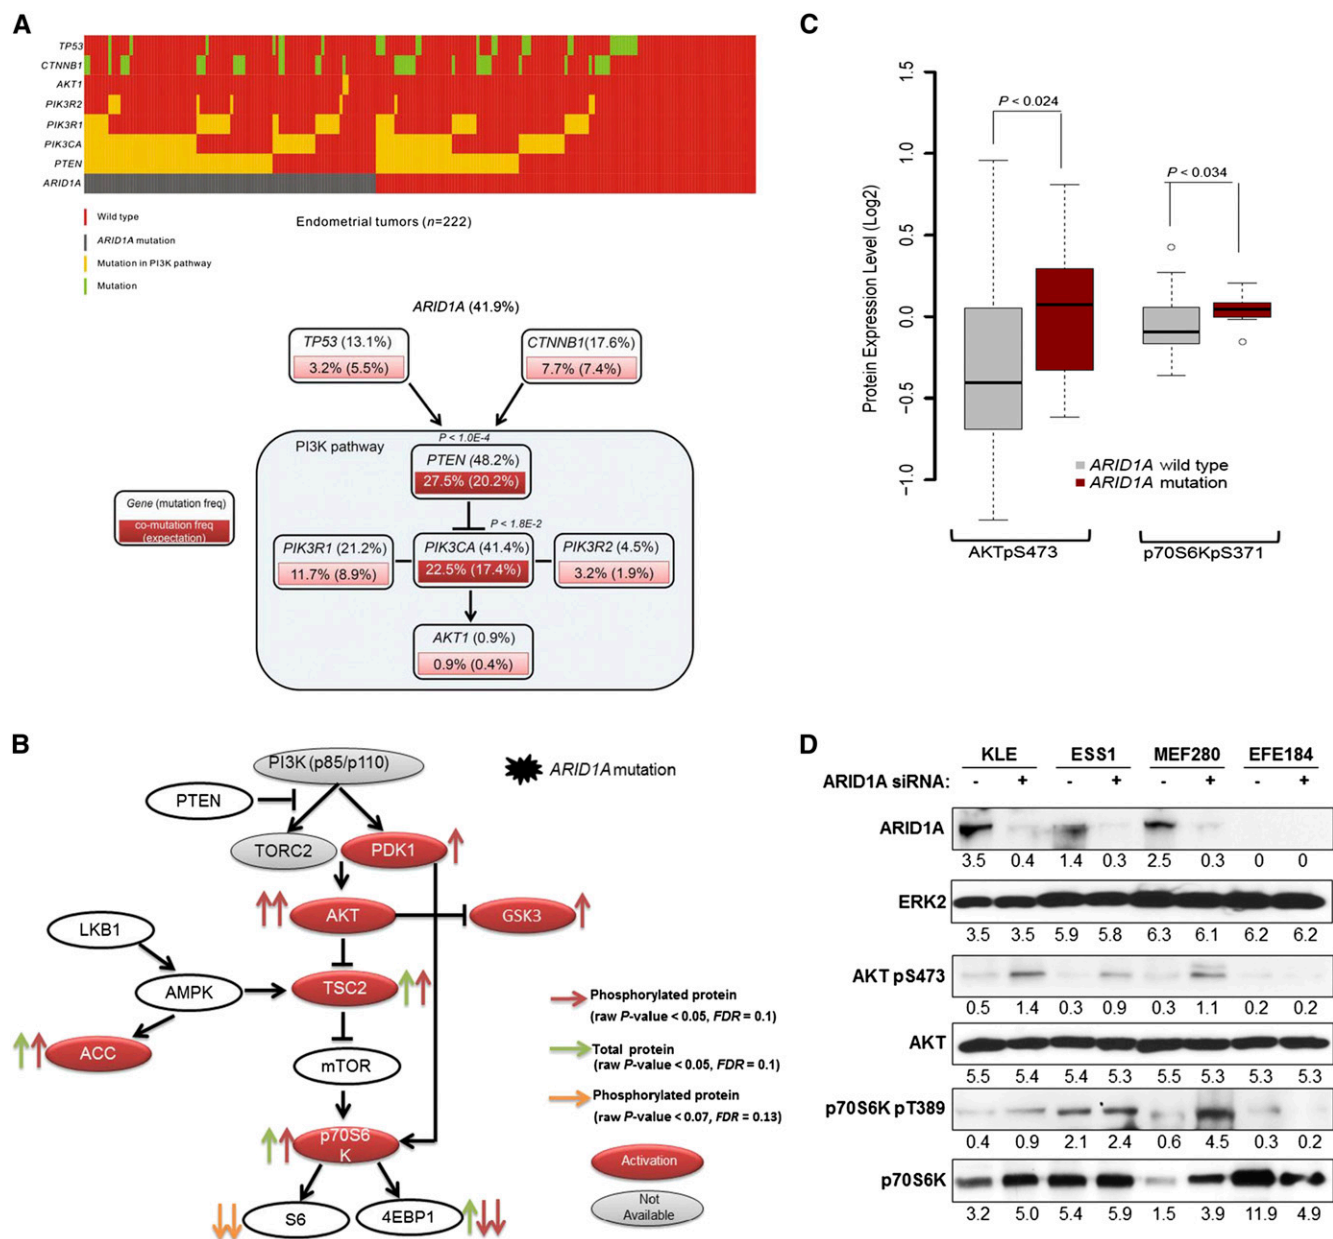 A
TP53
CTNNB1
AKT1
PIK3R2
PIK3R1
PIK3CA
PTEN
ARID1A
Wild type
ARID1A mutation
Mutation in PI3K pathway
Mutation
Endometrial tumors (n=222)
ARID1A (41.9%)
TP53 (13.1%)
3.2% (5.5%)
CTNNB1(17.6%)
7.7% (7.4%)
PI3K pathway
P < 1.0E-4
PTEN (48.2%)
27.5% (20.2%)
Gene (mutation freq)
co-mutation freq
(expectation)
P < 1.8E-2
PIK3R1 (21.2%)
11.7% (8.9%)
PIK3CA (41.4%)
22.5% (17.4%)
PIK3R2 (4.5%)
3.2% (1.9%)
AKT1 (0.9%)
0.9% (0.4%)
C
Protein Expression Level (Log2)
1.5
1.0
0.5
0.0
−0.5
−1.0
P < 0.024
P < 0.034
ARID1A wild type
ARID1A mutation
AKTpS473
p70S6KpS371
B
PI3K (p85/p110)
ARID1A mutation
PTEN
TORC2
PDK1
AKT
GSK3
LKB1
AMPK
TSC2
ACC
mTOR
p70S6
K
S6
4EBP1
Phosphorylated protein
(raw P-value < 0.05, FDR = 0.1)
Total protein
(raw P-value < 0.05, FDR = 0.1)
Phosphorylated protein
(raw P-value < 0.07, FDR = 0.13)
Activation
Not
Available
D
KLE ESS1 MEF280 EFE184
ARID1A siRNA: - + - + - + - +
ARID1A
3.5 0.4 1.4 0.3 2.5 0.3 0 0
ERK2
3.5 3.5 5.9 5.8 6.3 6.1 6.2 6.2
AKT pS473
0.5 1.4 0.3 0.9 0.3 1.1 0.2 0.2
AKT
5.5 5.4 5.4 5.3 5.5 5.3 5.3 5.3
p70S6K pT389
0.4 0.9 2.1 2.4 0.6 4.5 0.3 0.2
p70S6K
3.2 5.0 5.4 5.9 1.5 3.9 11.9 4.9